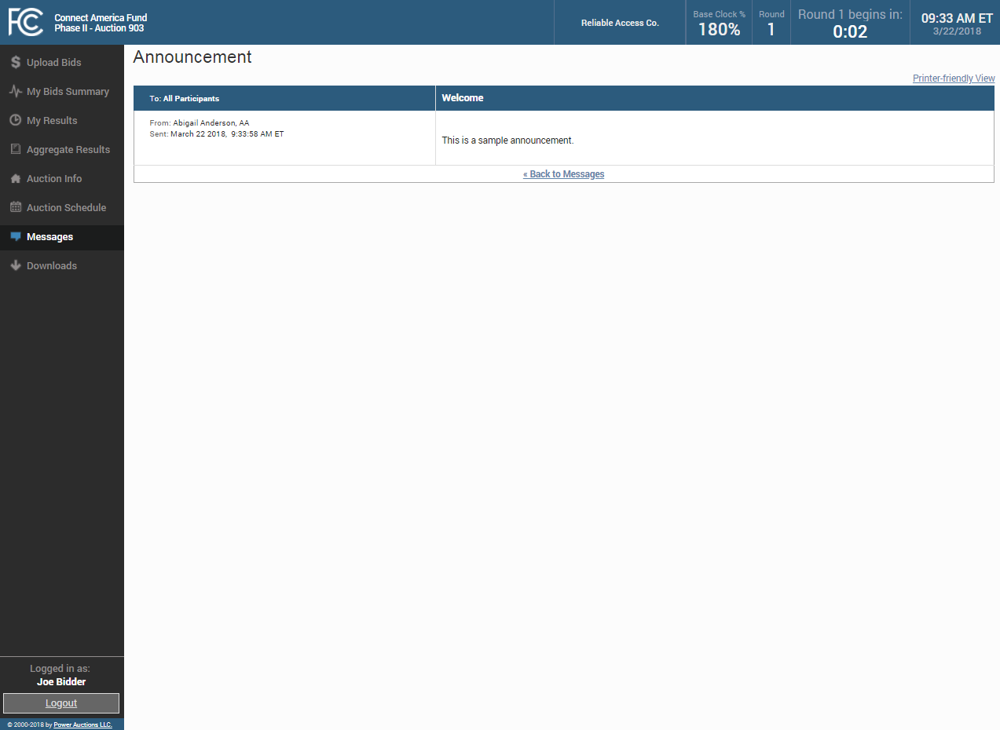 FCC
Connect America Fund
Phase II - Auction 903
Reliable Access Co.
Base Clock %
180%
Round
1
Round 1 begins in:
0:02
09:33 AM ET
3/22/2018
Upload Bids
My Bids Summary
My Results
Aggregate Results
Auction Info
Auction Schedule
Messages
Downloads
Announcement
Printer-friendly View
To: All Participants
Welcome
From: Abigail Anderson, AA
Sent: March 22 2018, 9:33:58 AM ET
This is a sample announcement.
« Back to Messages
Logged in as:
Joe Bidder
Logout
© 2000-2018 by Power Auctions LLC.